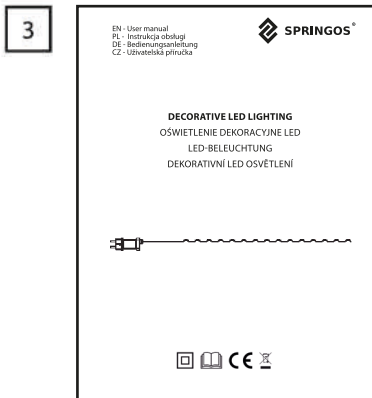 3
EN - User manual
PL - Instrukcja obsługi
DE - Bedienungsanleitung
CZ - Uživatelská příručka
SPRINGOS®
DECORATIVE LED LIGHTING
OŚWIETLENIE DEKORACYJNE LED
LED-BELEUCHTUNG
DEKORATIVNÍ LED OSVĚTLENÍ
CE